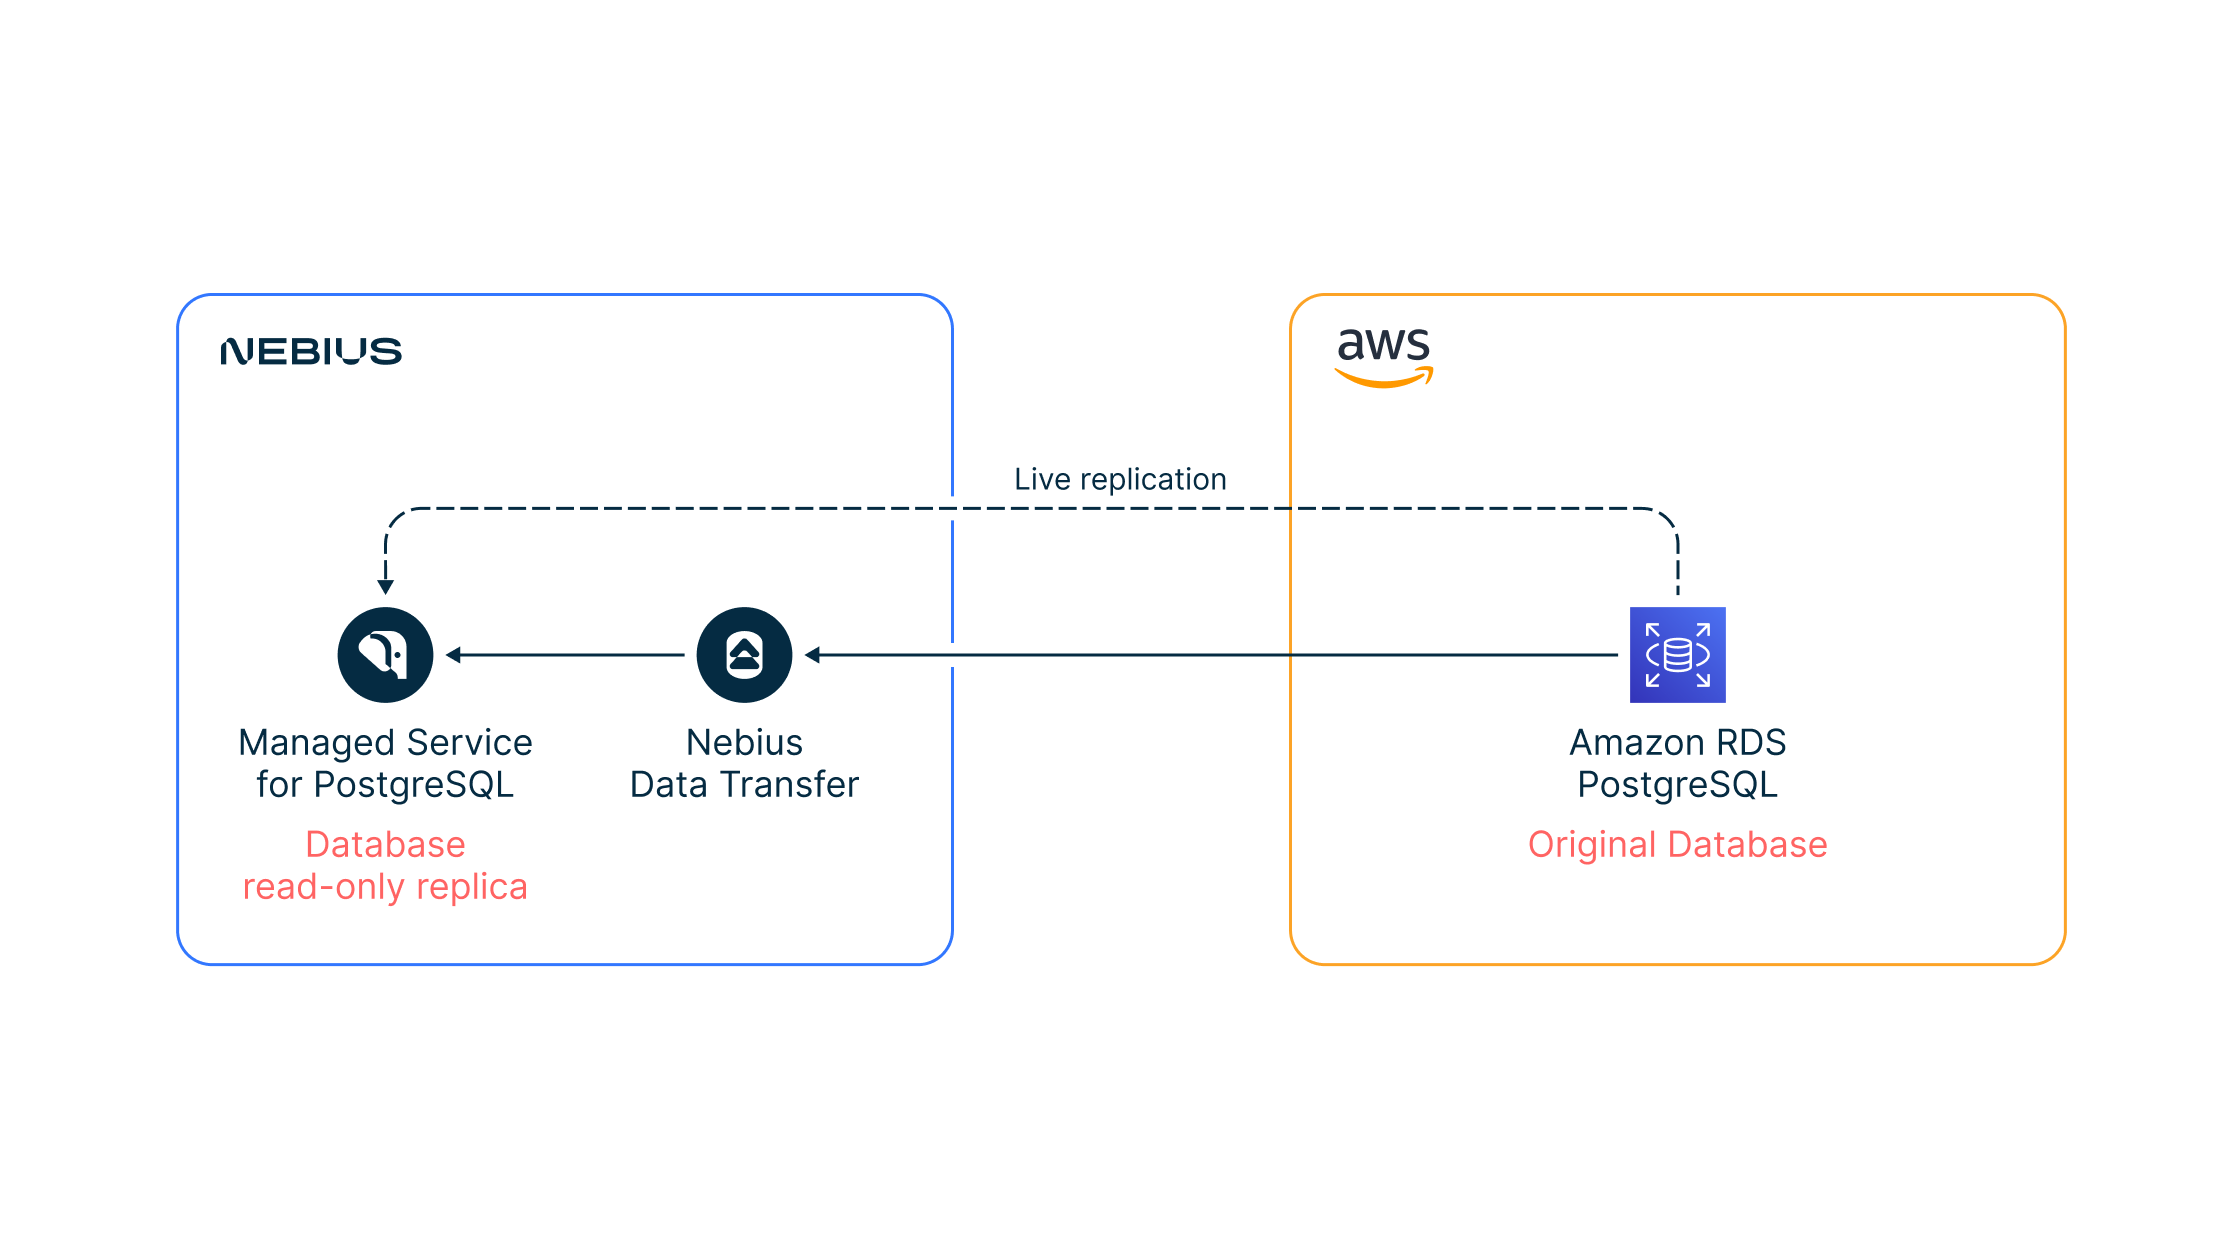 NEBIUS
aws
Live replication
Managed Service
for PostgreSQL
Database
read-only replica
Nebius
Data Transfer
Amazon RDS
PostgreSQL
Original Database